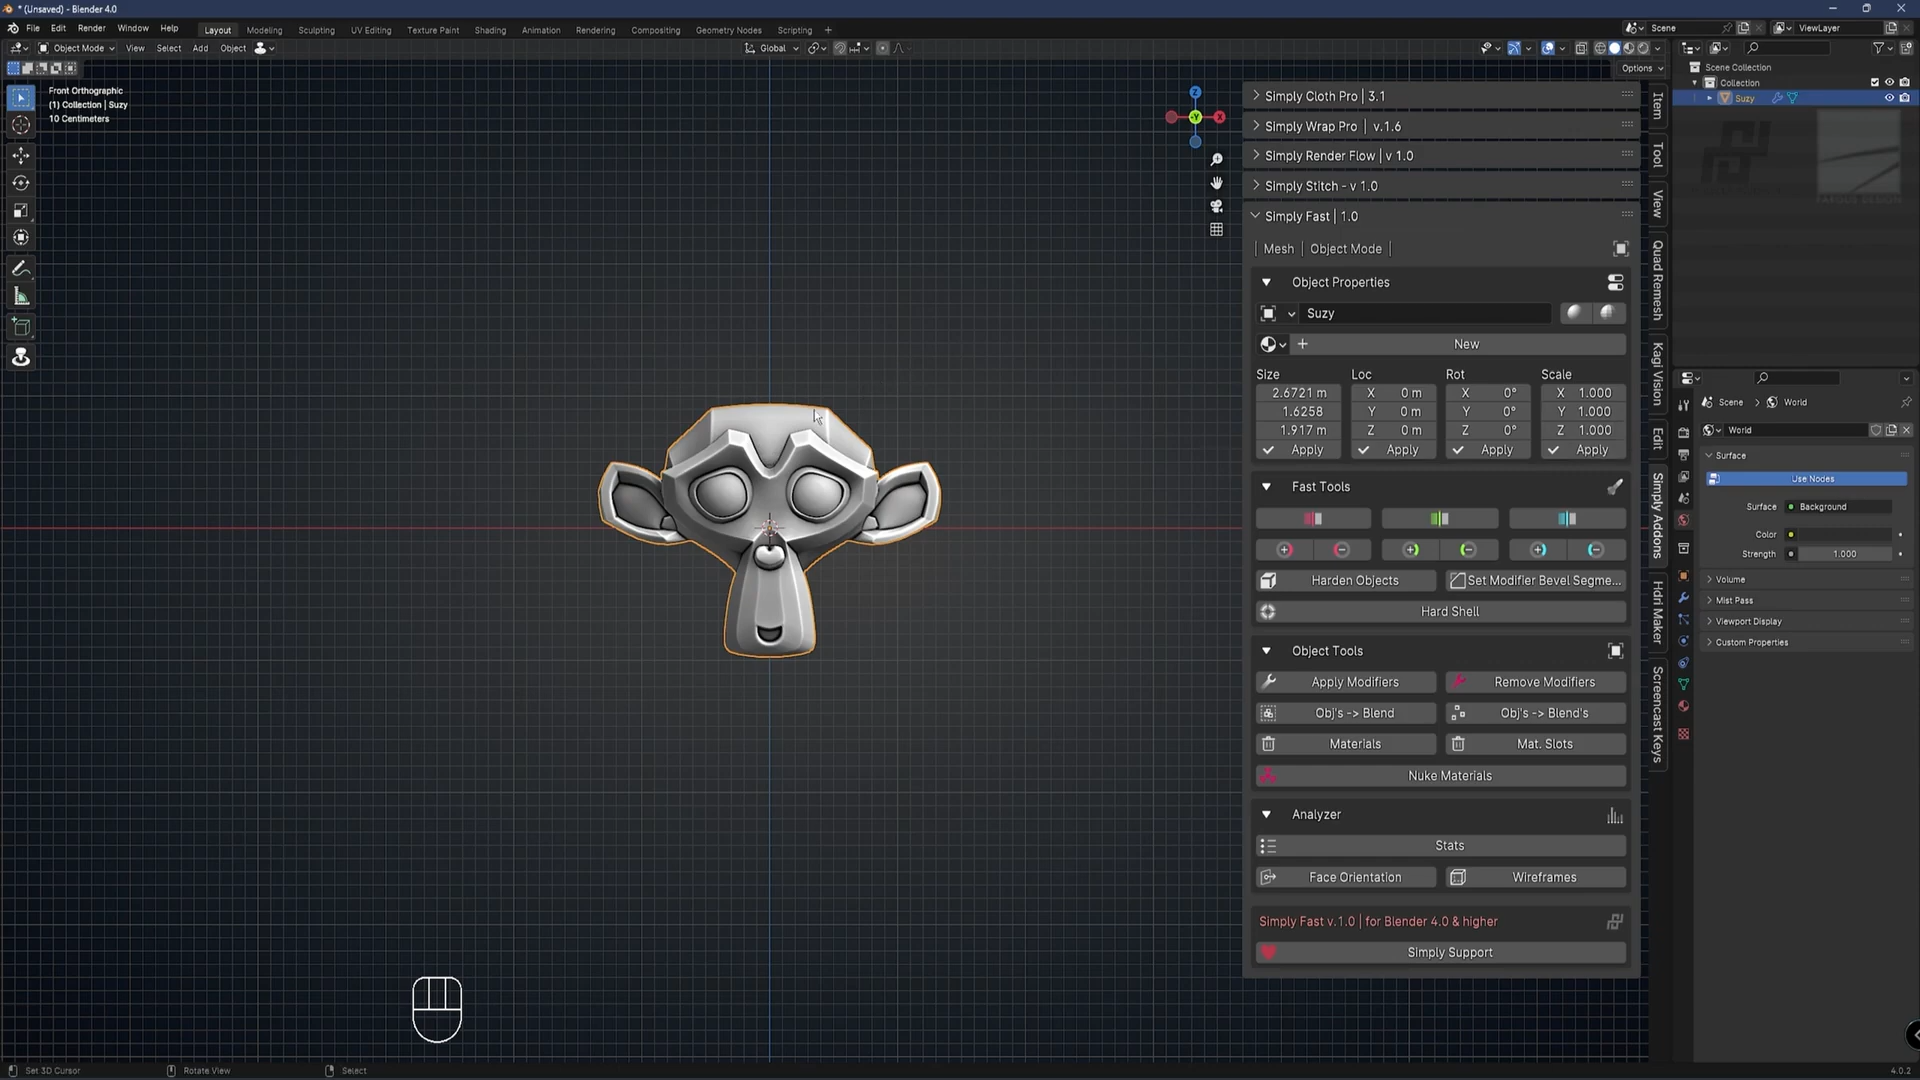 * (Unsaved) - Blender 4.0
File Edit Render Window Help Layout Modeling Sculpting UV Editing Texture Paint Shading Animation Rendering Compositing Geometry Nodes Scripting + Scene ViewLayer
Object Mode View Select Add Object Global
Options
Front Orthographic
(1) Collection | Suzy
10 Centimeters
Z
-Y
X
Simply Cloth Pro | 3.1
Simply Wrap Pro | v.1.6
Simply Render Flow | v 1.0
Simply Stitch - v 1.0
Simply Fast | 1.0
| Mesh | Object Mode |
Object Properties
Suzy
New
Size Loc Rot Scale
2.6721 m X 0 m X 0° X 1.000
1.6258 Y 0 m Y 0° Y 1.000
1.917 m Z 0 m Z 0° Z 1.000
Apply Apply Apply Apply
Fast Tools
Harden Objects Set Modifier Bevel Segme...
Hard Shell
Object Tools
Apply Modifiers Remove Modifiers
Obj's -> Blend Obj's -> Blend's
Materials Mat. Slots
Nuke Materials
Analyzer
Stats
Face Orientation Wireframes
Simply Fast v.1.0 | for Blender 4.0 & higher
Simply Support
Item
Tool
View
Quad Remesh
Kagi Vision
Edit
Simply Addons
Hdri Maker
Screencast Keys
Scene Collection
Collection
Suzy
Scene > World
World
Surface
Use Nodes
Surface Background
Color
Strength 1.000
Volume
Mist Pass
Viewport Display
Custom Properties
Set 3D Cursor Rotate View Select 4.0.2